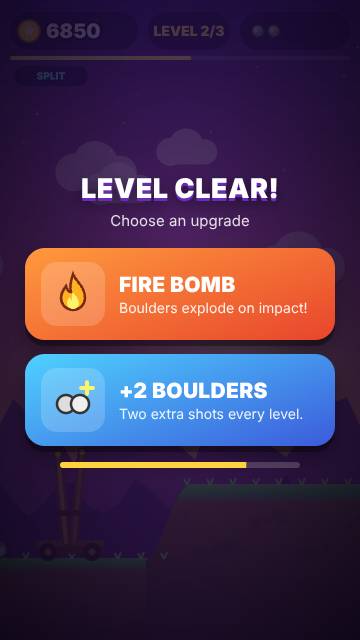 6850
LEVEL 2/3
SPLIT
LEVEL CLEAR!
Choose an upgrade
FIRE BOMB
Boulders explode on impact!
+2 BOULDERS
Two extra shots every level.